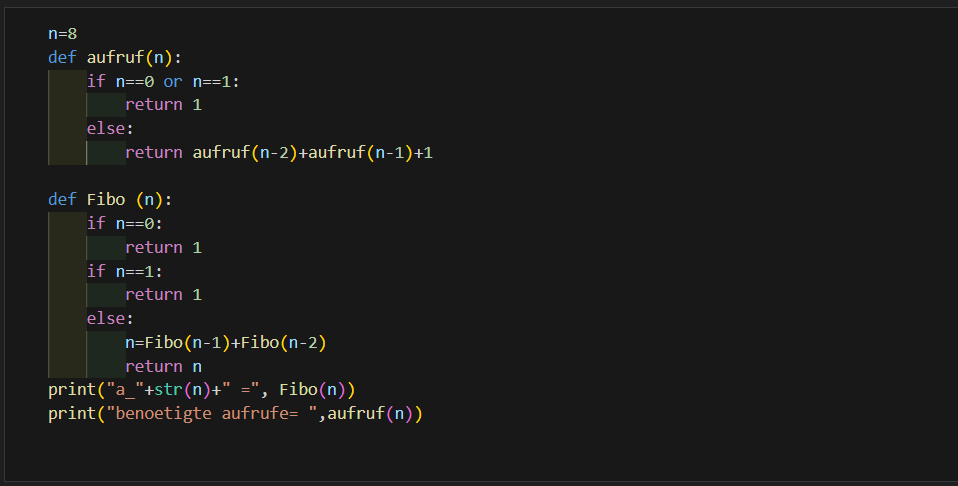 n=8
def aufruf(n):
    if n==0 or n==1:
        return 1
    else:
        return aufruf(n-2)+aufruf(n-1)+1

def Fibo (n):
    if n==0:
        return 1
    if n==1:
        return 1
    else:
        n=Fibo(n-1)+Fibo(n-2)
        return n
print("a_"+str(n)+" =", Fibo(n))
print("benoetigte aufrufe= ",aufruf(n))